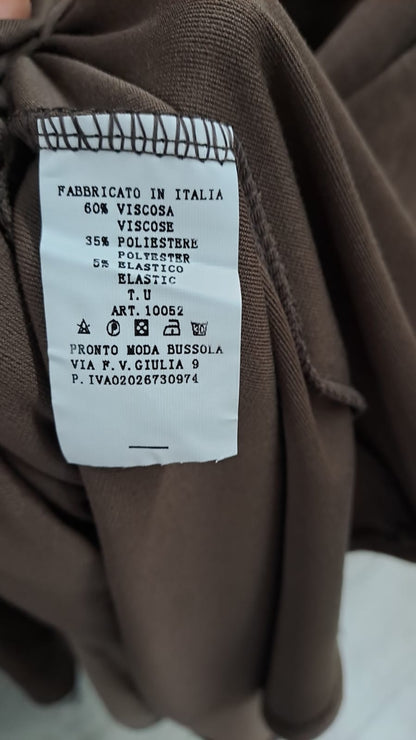 FABBRICATO IN ITALIA
60% VISCOSA
VISCOSE
35% POLIESTERE
POLYESTER
5% ELASTICO
ELASTIC
T.U
ART. 10052
PRONTO MODA BUSSOLA
VIA F.V.GIULIA 9
P.IVA02026730974